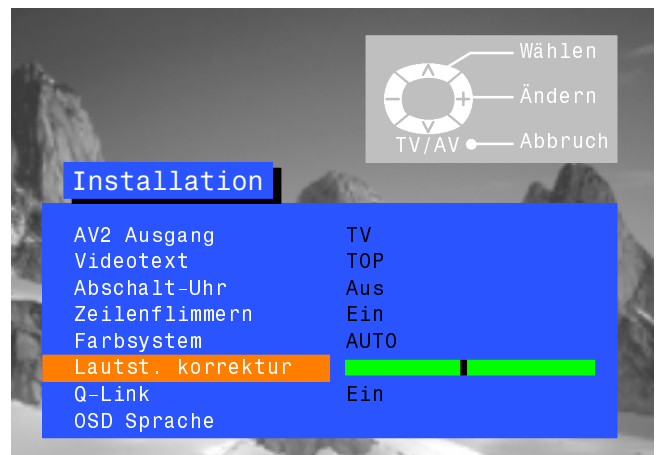 Wählen
Ändern
TV/AV Abbruch
Installation
AV2 Ausgang TV
Videotext TOP
Abschalt-Uhr Aus
Zeilenflimmern Ein
Farbsystem AUTO
Lautst. korrektur
Q-Link Ein
OSD Sprache